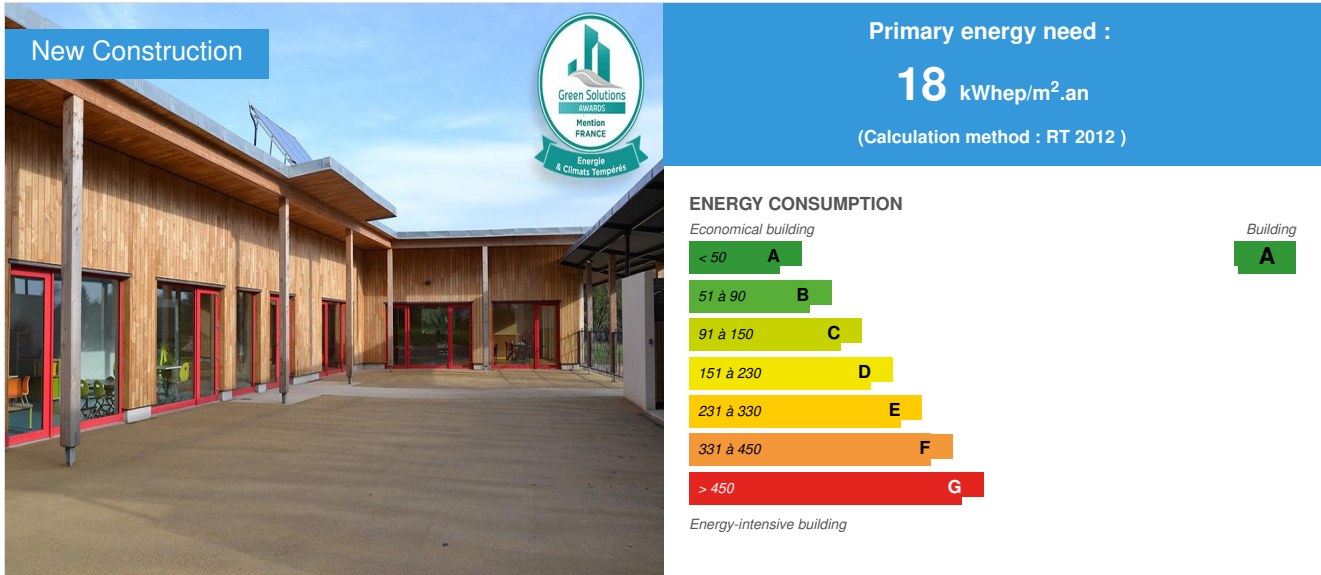 New Construction
Green Solutions
AWARDS
Mention
FRANCE
Energie
& Climats Tempérés
Primary energy need :
18 kWhep/m².an
(Calculation method : RT 2012 )
ENERGY CONSUMPTION
Economical building
Building
< 50 A
A
51 à 90 B
91 à 150 C
151 à 230 D
231 à 330 E
331 à 450 F
> 450 G
Energy-intensive building